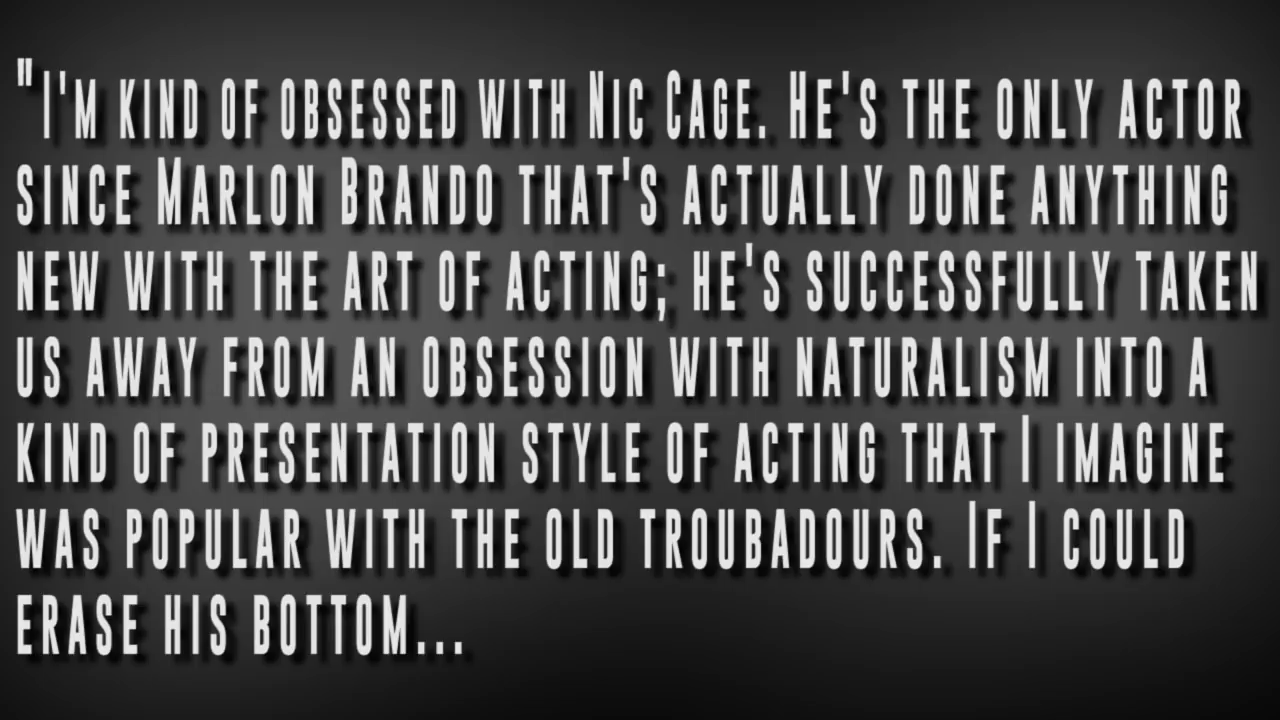 "I'm kind of obsessed with Nic Cage. He's the only actor
since Marlon Brando that's actually done anything
new with the art of acting; he's successfully taken
us away from an obsession with naturalism into a
kind of presentation style of acting that I imagine
was popular with the old troubadours. If I could
erase his bottom...